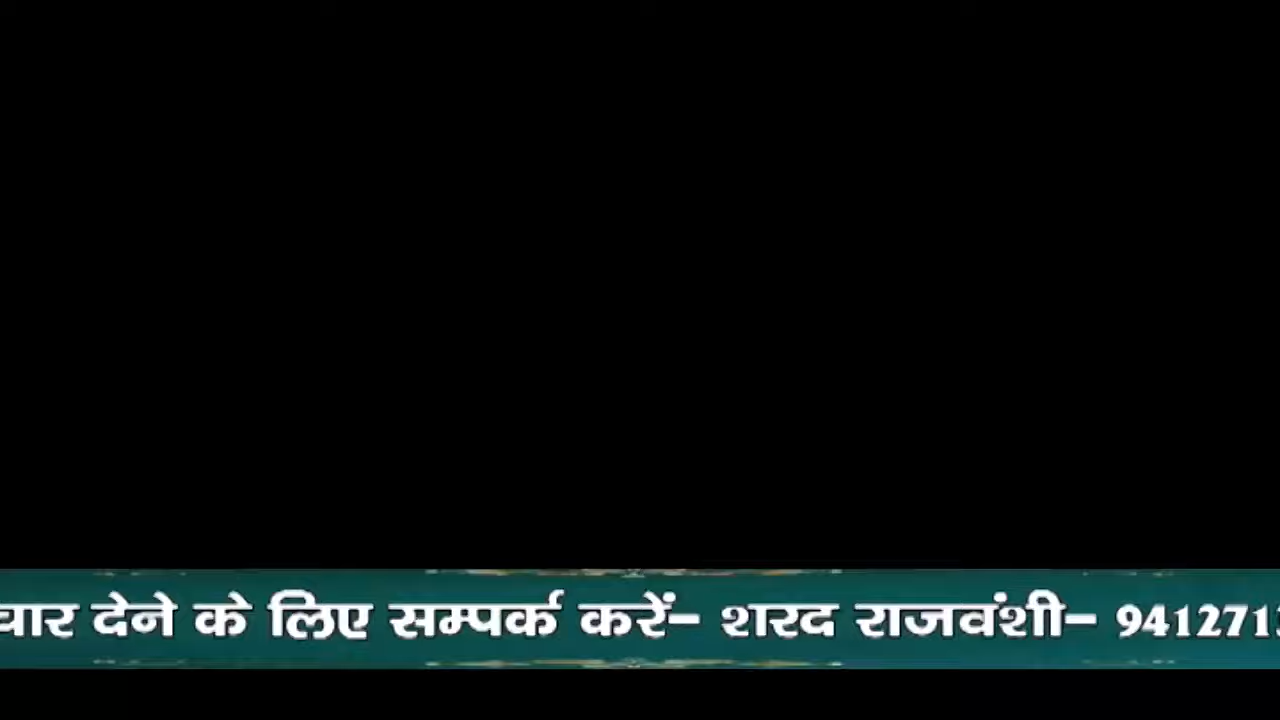 चार देने के लिए सम्पर्क करें- शरद राजवंशी- 941271